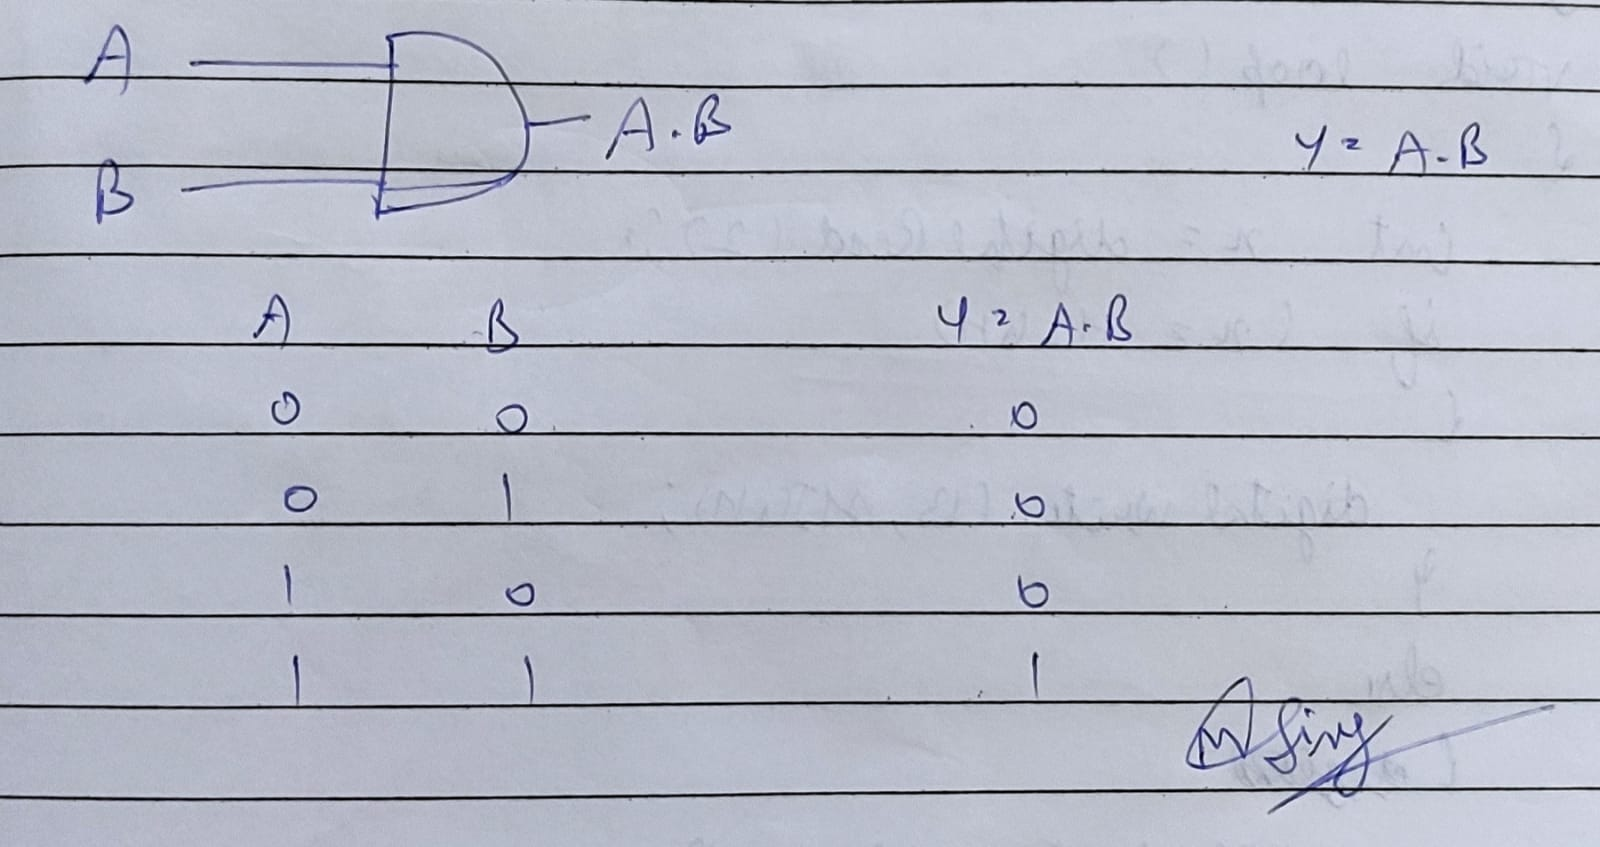 A
A.B
Y = A.B
B
A B Y = A.B
0 0 0
0 1 0
1 0 0
1 1 1